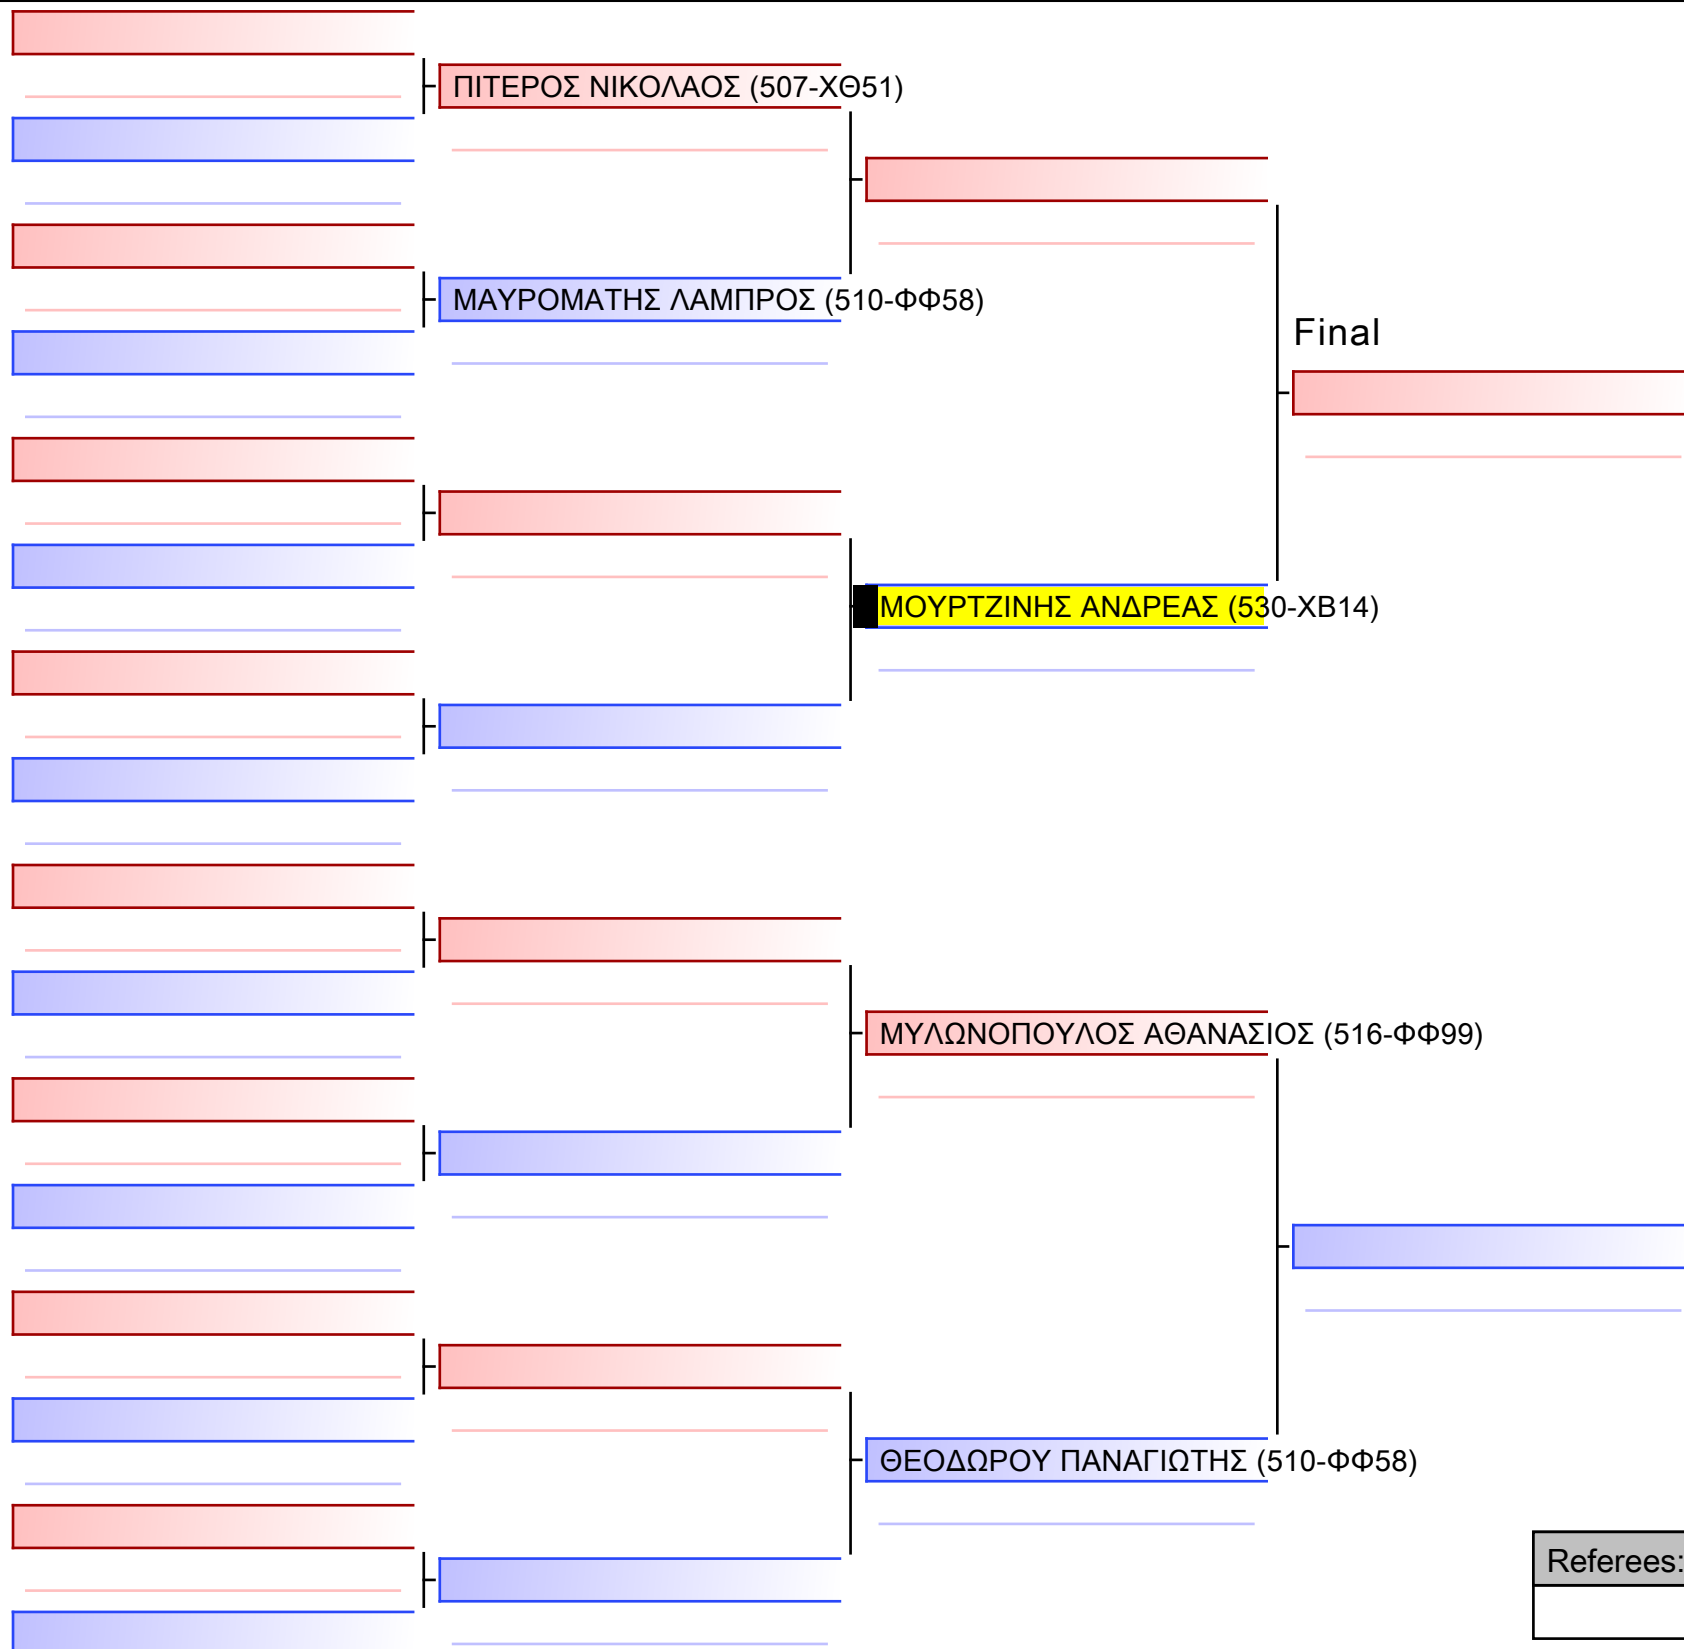 ΠΙΤΕΡΟΣ ΝΙΚΟΛΑΟΣ (507-ΧΘ51)
ΜΑΥΡΟΜΑΤΗΣ ΛΑΜΠΡΟΣ (510-ΦΦ58)
Final
ΜΟΥΡΤΖΙΝΗΣ ΑΝΔΡΕΑΣ (530-ΧΒ14)
ΜΥΛΩΝΟΠΟΥΛΟΣ ΑΘΑΝΑΣΙΟΣ (516-ΦΦ99)
ΘΕΟΔΩΡΟΥ ΠΑΝΑΓΙΩΤΗΣ (510-ΦΦ58)
Referees: